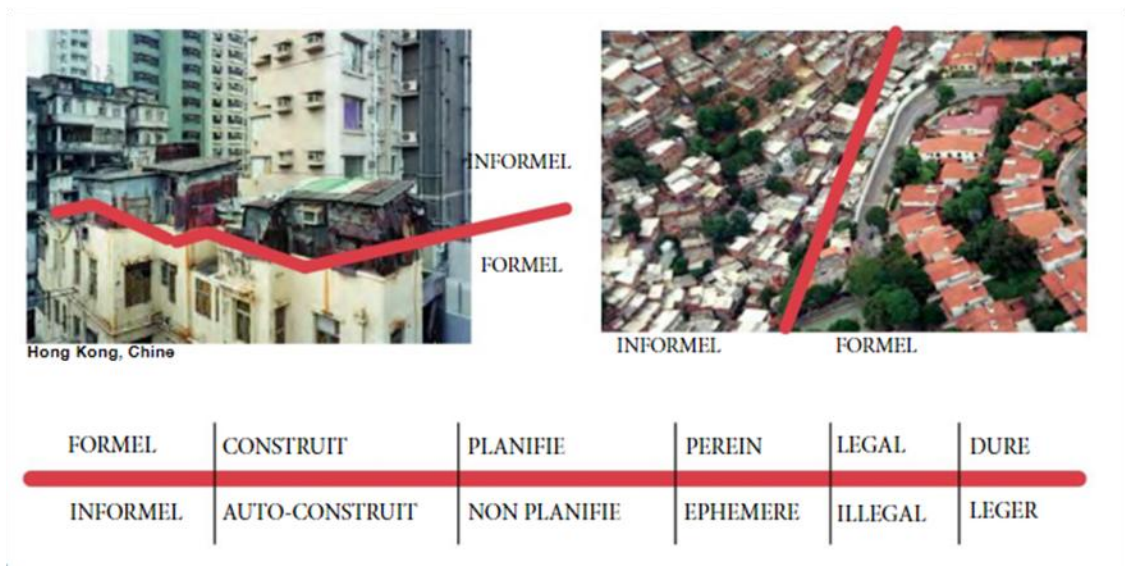 INFORMEL
FORMEL
Hong Kong, Chine
INFORMEL FORMEL
FORMEL CONSTRUIT PLANIFIE PEREIN LEGAL DURE
INFORMEL AUTO-CONSTRUIT NON PLANIFIE EPHEMERE ILLEGAL LEGER